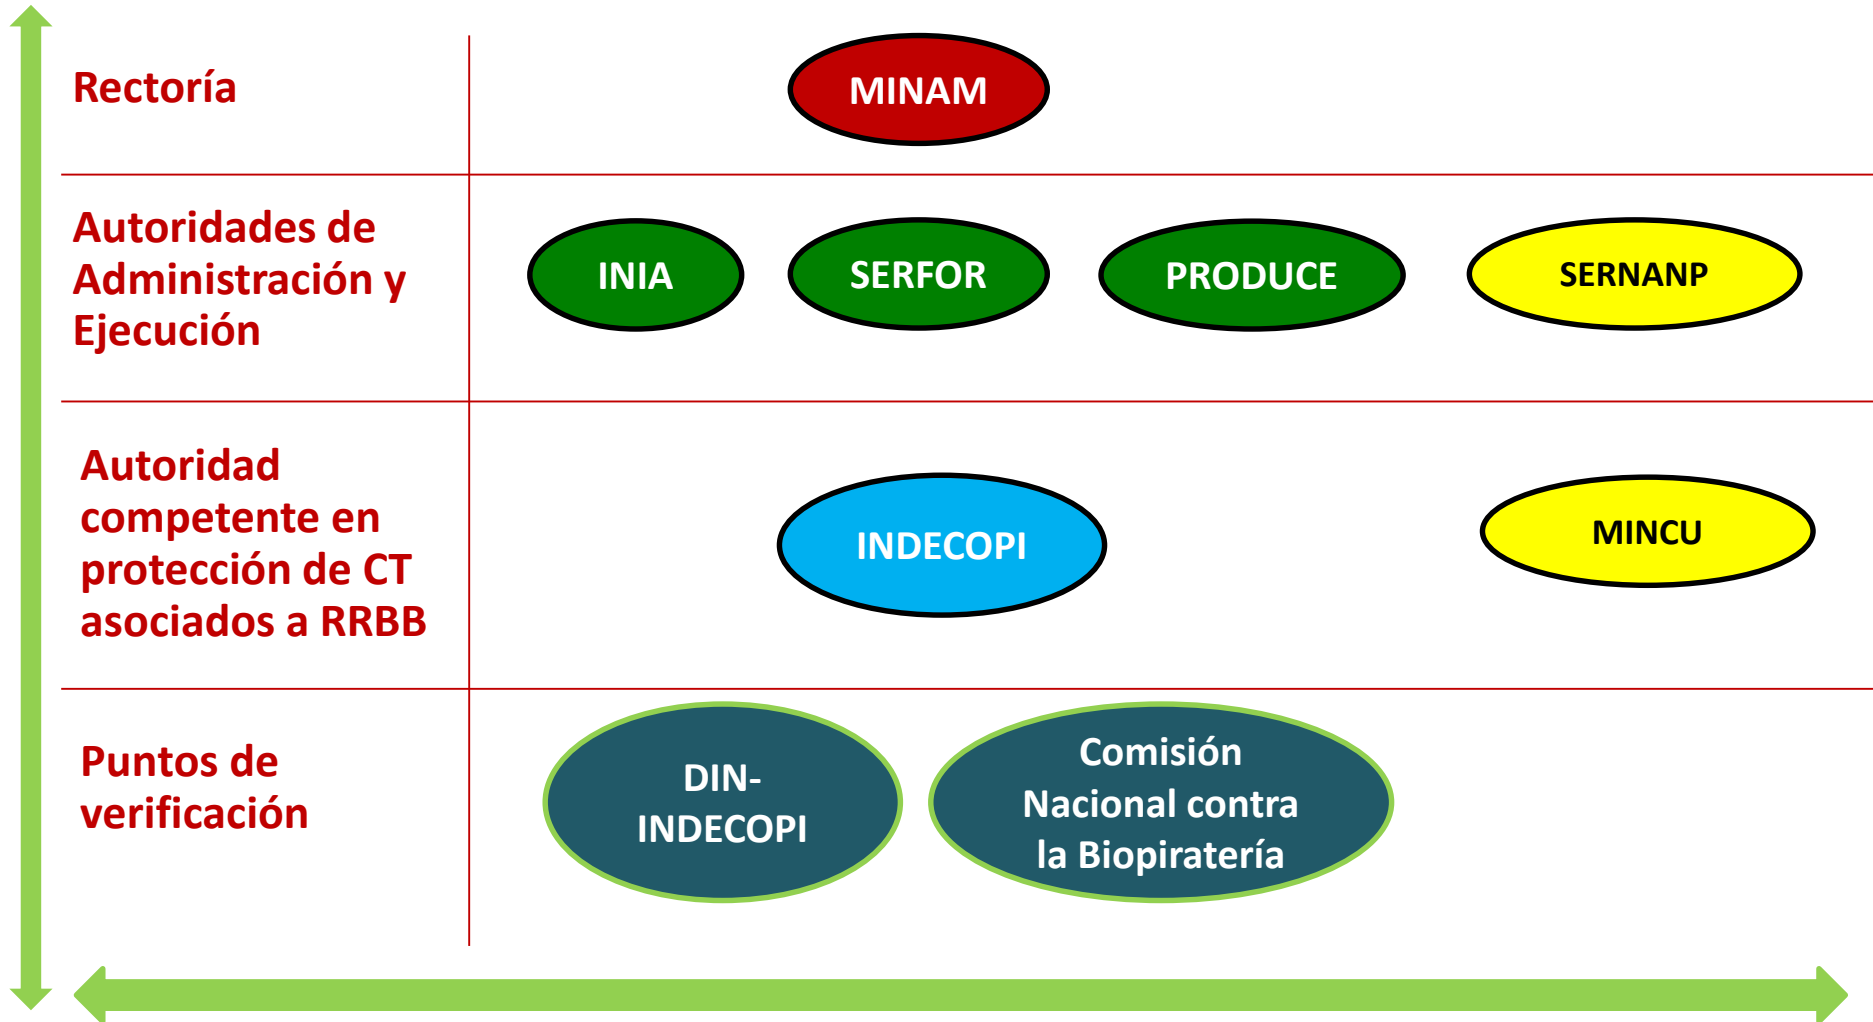 Rectoría
MINAM
Autoridades de
Administración y
Ejecución
INIA
SERFOR
PRODUCE
SERNANP
Autoridad
competente en
protección de CT
asociados a RRBB
INDECOPI
MINCU
Puntos de
verificación
DIN-
INDECOPI
Comisión
Nacional contra
la Biopiratería